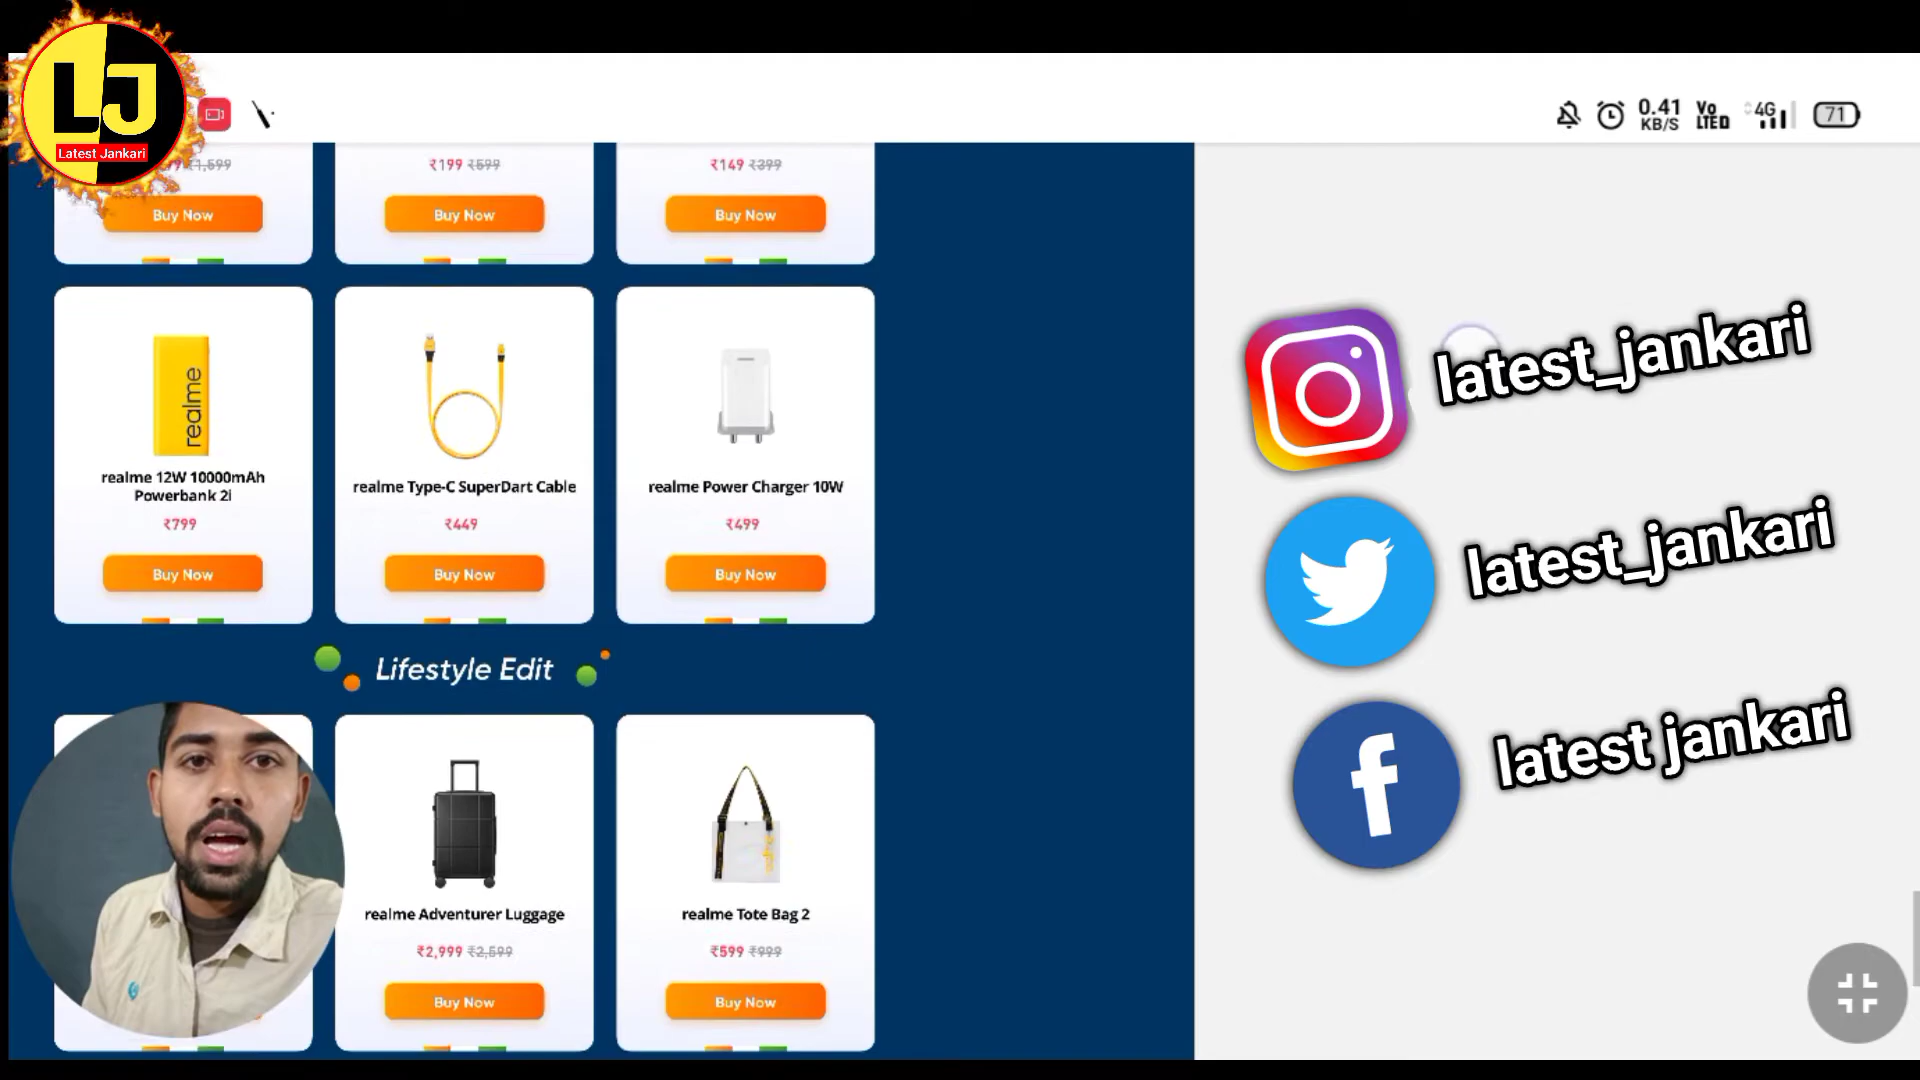 LJ
Latest Jankari
0.41
KB/S
Vo
LTED
4G
71
₹1,599
₹199 ₹599
₹149 ₹399
Buy Now
Buy Now
Buy Now
realme
realme 12W 10000mAh
Powerbank 2i
₹799
Buy Now
realme Type-C SuperDart Cable
₹449
Buy Now
realme Power Charger 10W
₹499
Buy Now
Lifestyle Edit
realme Adventurer Luggage
₹2,999 ₹2,599
Buy Now
realme Tote Bag 2
₹599 ₹999
Buy Now
latest_jankari
latest_jankari
latest jankari